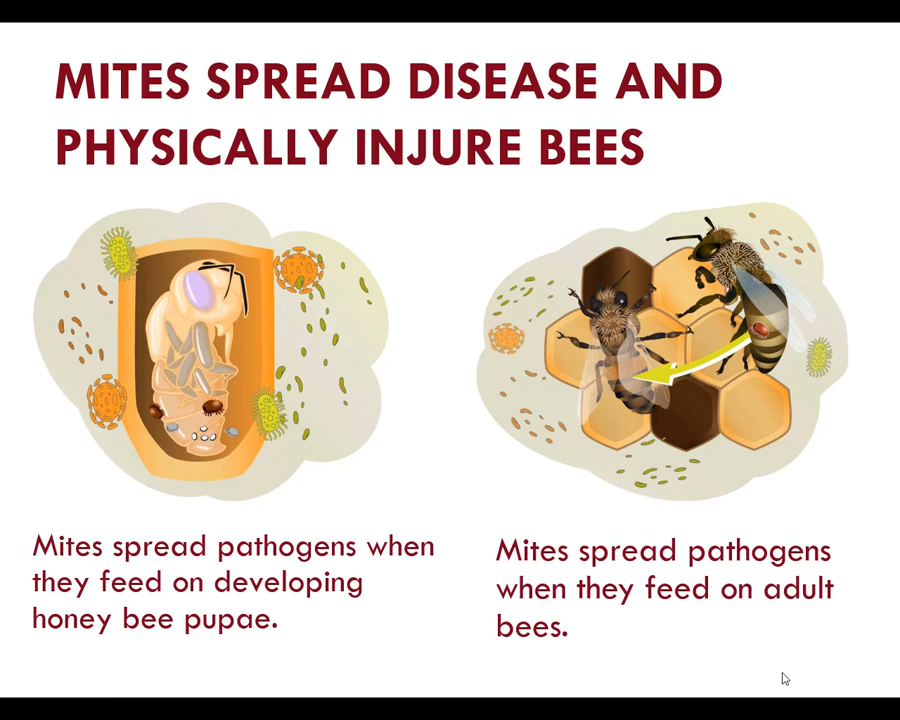 MITES SPREAD DISEASE AND
PHYSICALLY INJURE BEES
Mites spread pathogens when
they feed on developing
honey bee pupae.
Mites spread pathogens
when they feed on adult
bees.